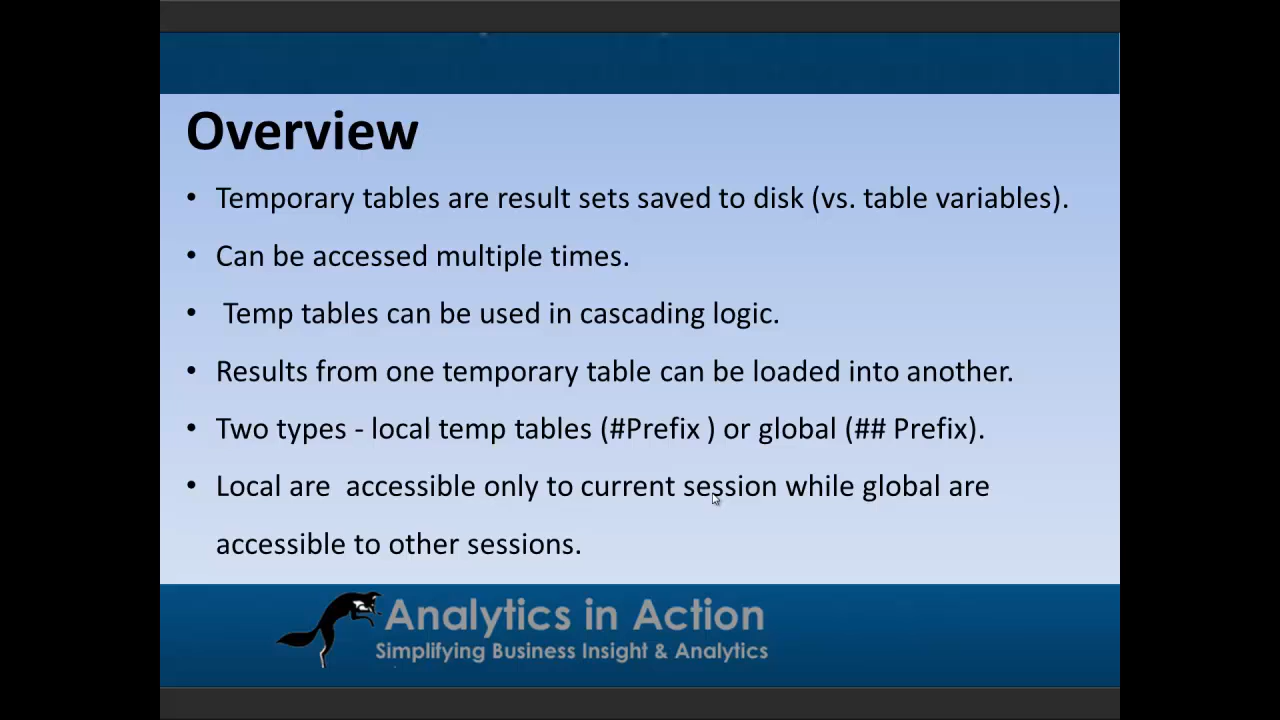 Overview
• Temporary tables are result sets saved to disk (vs. table variables).
• Can be accessed multiple times.
• Temp tables can be used in cascading logic.
• Results from one temporary table can be loaded into another.
• Two types - local temp tables (#Prefix ) or global (## Prefix).
• Local are  accessible only to current session while global are
accessible to other sessions.
Analytics in Action
Simplifying Business Insight & Analytics